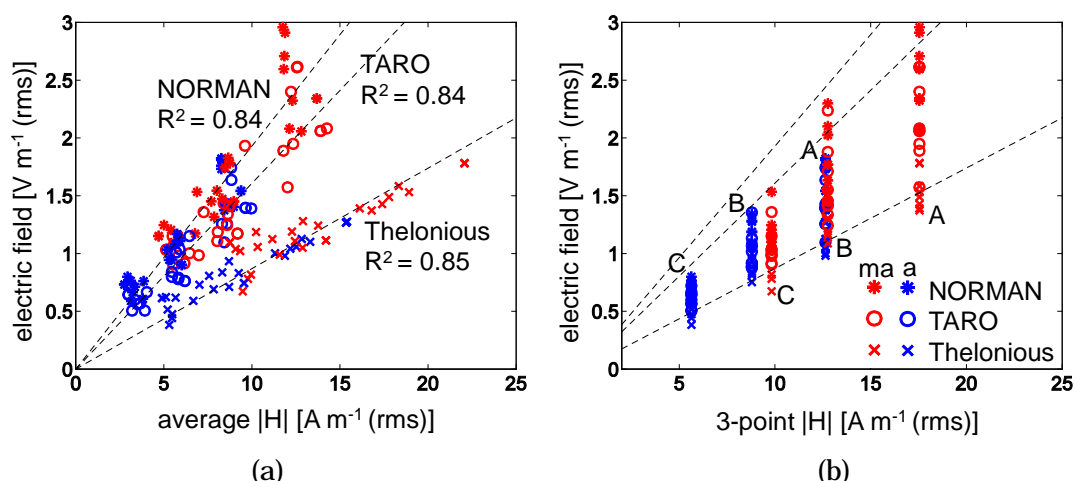 3
2.5
2
1.5
1
0.5
0
0
5
10
15
20
25
electric field [V m⁻¹ (rms)]
average |H| [A m⁻¹ (rms)]
NORMAN
R² = 0.84
TARO
R² = 0.84
Thelonious
R² = 0.85
(a)
3
2.5
2
1.5
1
0.5
0
5
10
15
20
25
electric field [V m⁻¹ (rms)]
3-point |H| [A m⁻¹ (rms)]
A
B
C
A
B
C
ma a
NORMAN
TARO
Thelonious
(b)